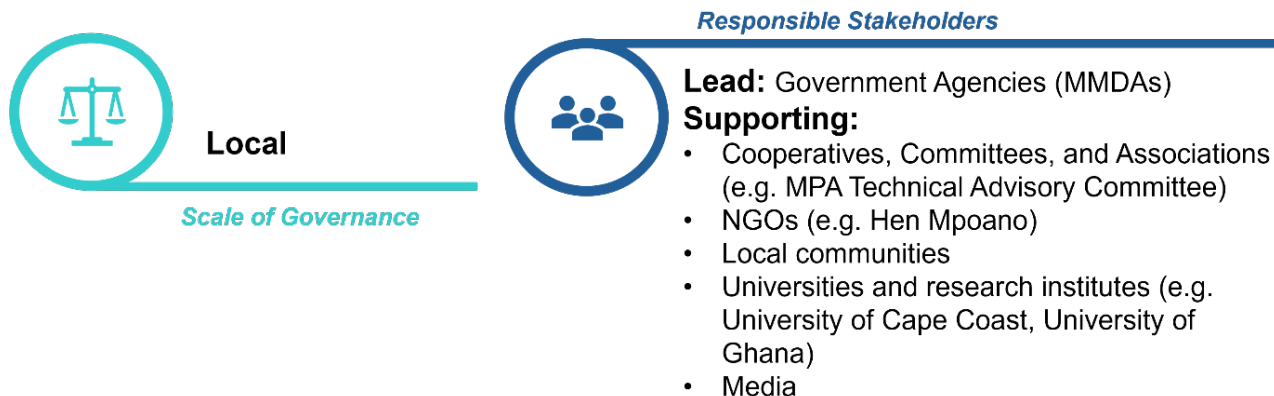 Local
Scale of Governance
Responsible Stakeholders
Lead: Government Agencies (MMDAs)
Supporting:
• Cooperatives, Committees, and Associations
(e.g. MPA Technical Advisory Committee)
• NGOs (e.g. Hen Mpoano)
• Local communities
• Universities and research institutes (e.g.
University of Cape Coast, University of
Ghana)
• Media